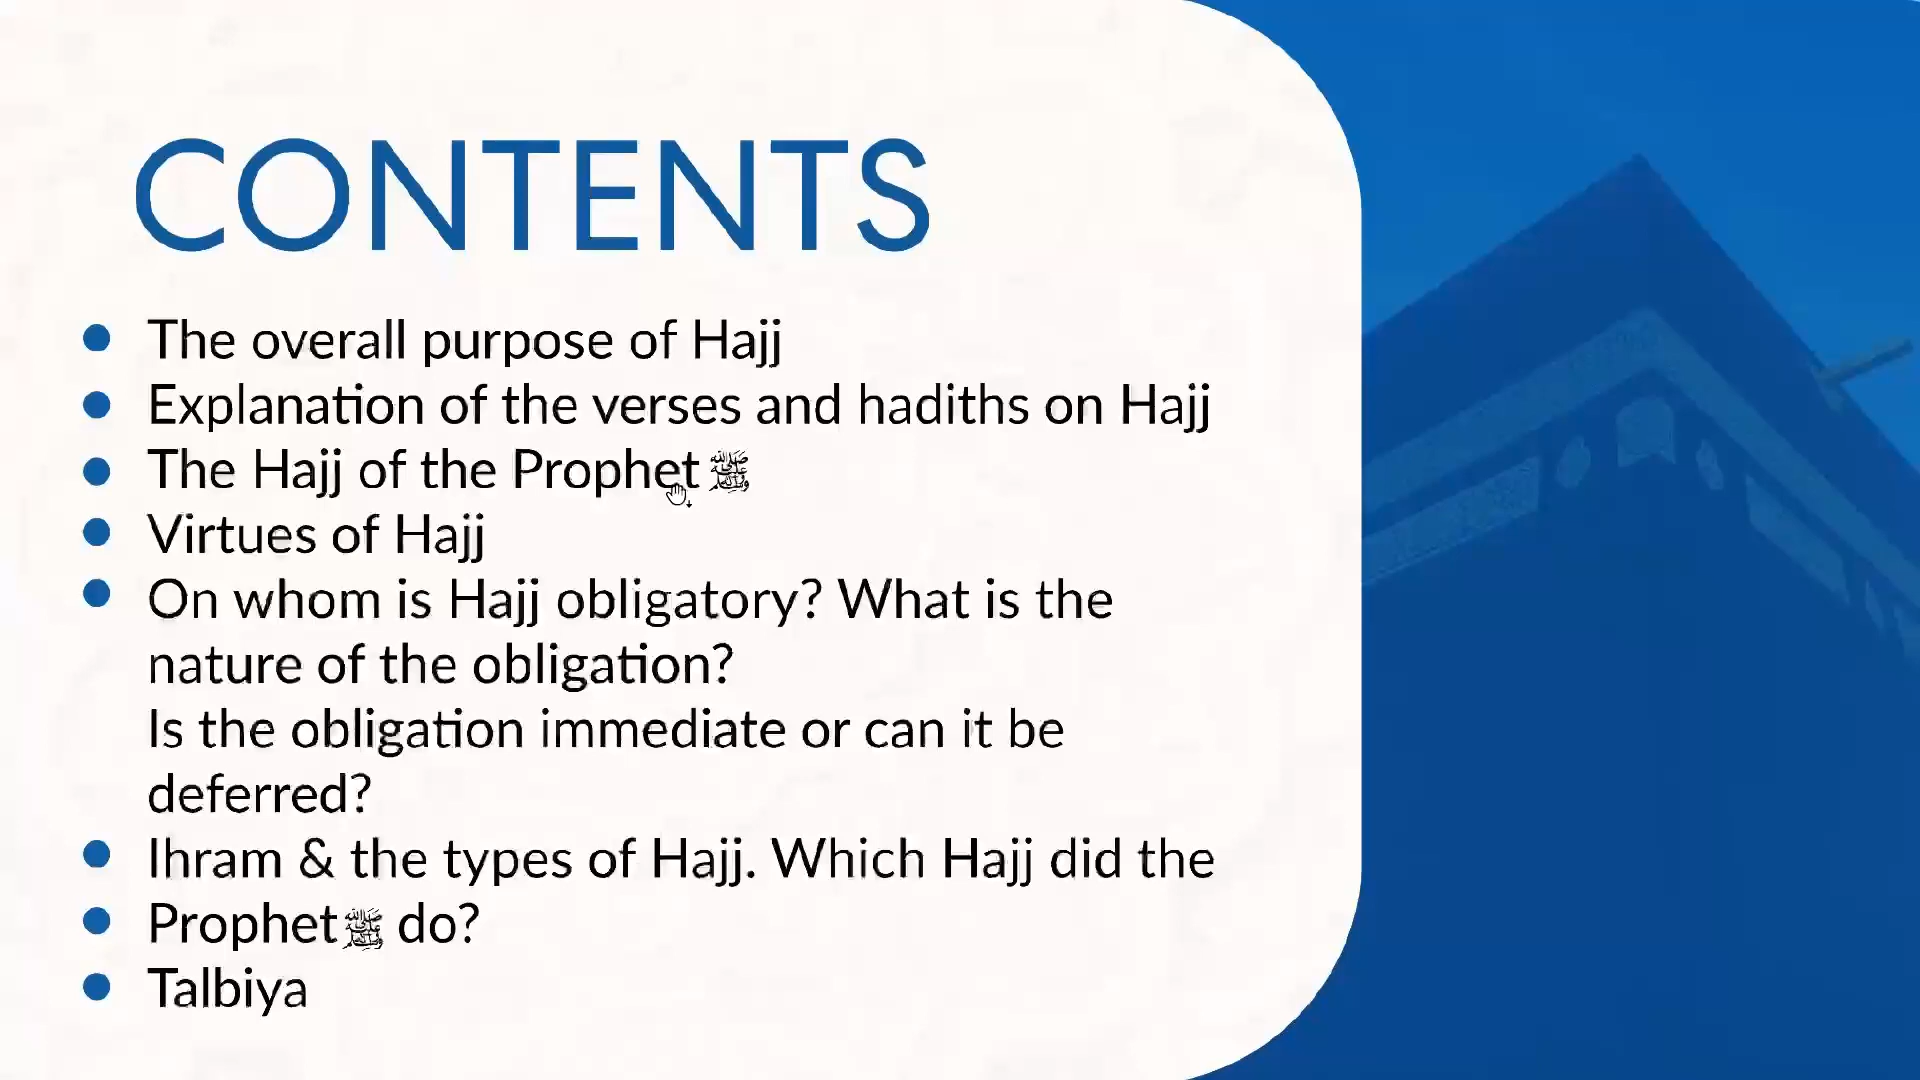 CONTENTS
• The overall purpose of Hajj
• Explanation of the verses and hadiths on Hajj
• The Hajj of the Prophet ﷺ
• Virtues of Hajj
• On whom is Hajj obligatory? What is the
nature of the obligation?
Is the obligation immediate or can it be
deferred?
• Ihram & the types of Hajj. Which Hajj did the
• Prophet ﷺ do?
• Talbiya